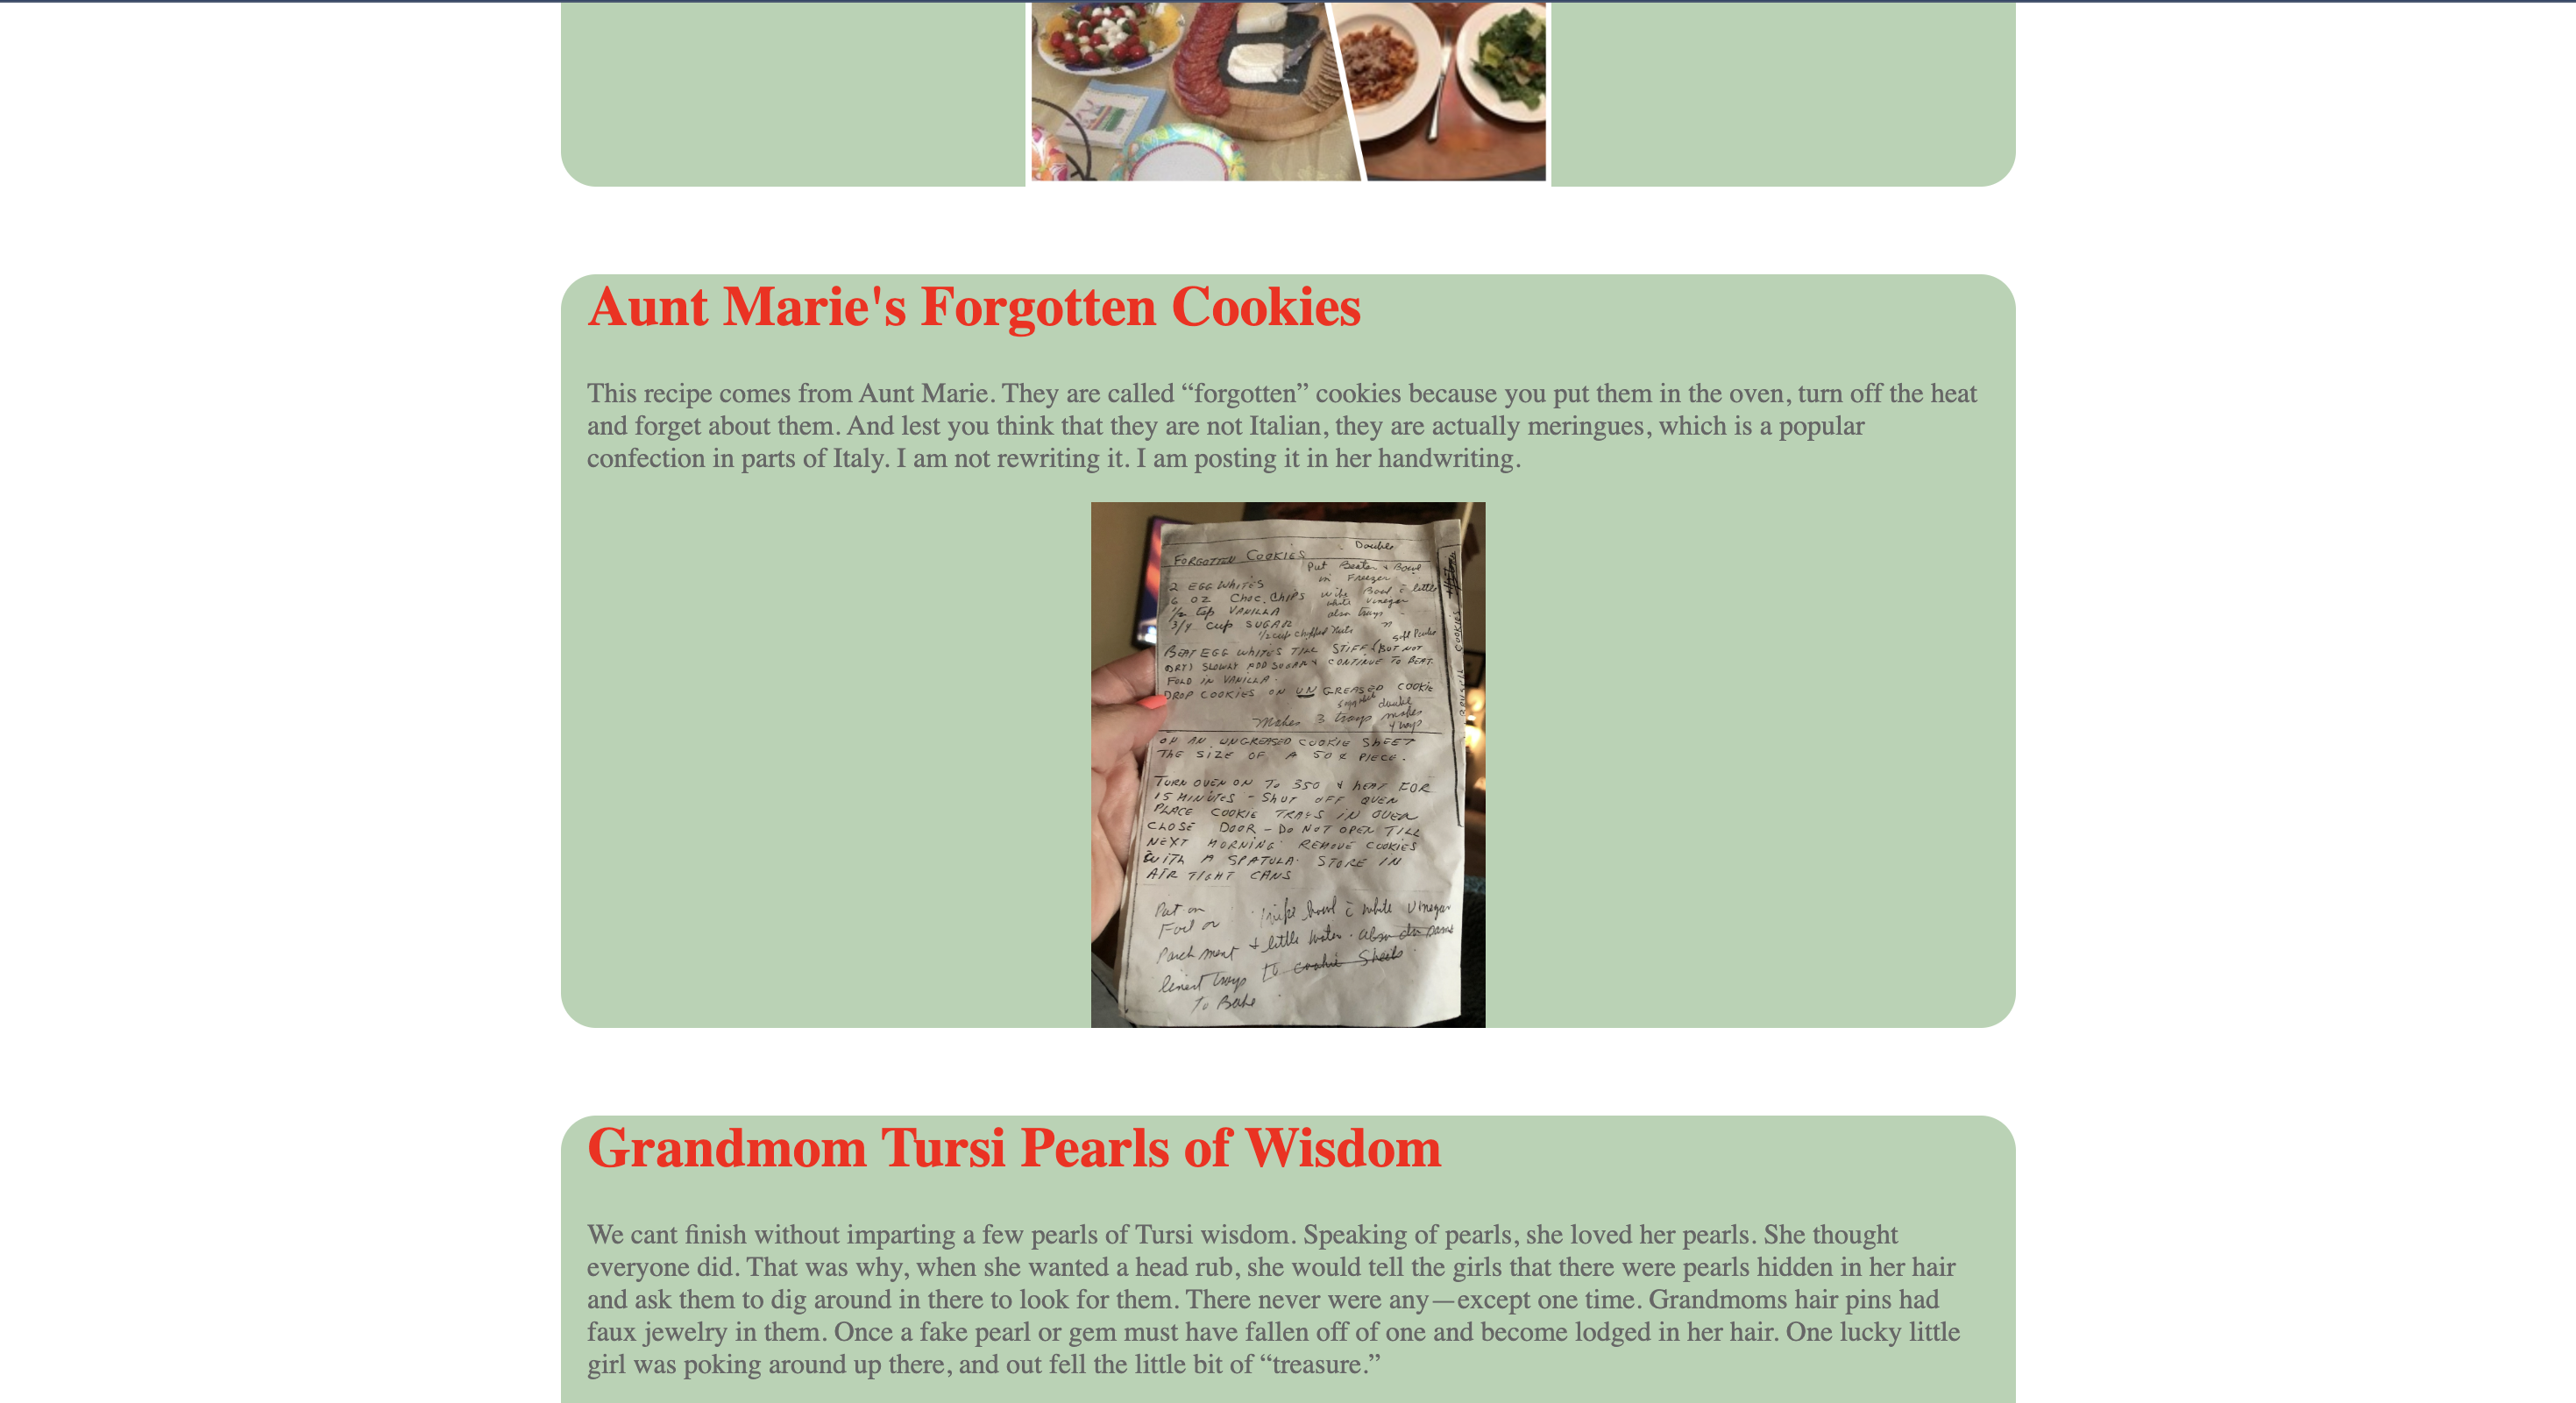 Aunt Marie's Forgotten Cookies
This recipe comes from Aunt Marie. They are called “forgotten” cookies because you put them in the oven, turn off the heat
and forget about them. And lest you think that they are not Italian, they are actually meringues, which is a popular
confection in parts of Italy. I am not rewriting it. I am posting it in her handwriting.
Double
FORGOTTEN COOKIES
Put Beater & Bowl
in Freezer
2 EGG WHITES
6 OZ CHOC. CHIPS
wipe Bowl c̄ little
white vinegar
also trays
1/2 tsp VANILLA
3/4 cup SUGAR
1/2 cup chopped Nuts
BEAT EGG WHITES TILL STIFF (BUT NOT
DRY) SLOWLY ADD SUGAR & CONTINUE TO BEAT.
FOLD IN VANILLA.
DROP COOKIES ON UN GREASED COOKIE
double
Makes 3 trays makes
4 trays
ON AN UNGREASED COOKIE SHEET
THE SIZE OF A 50 ¢ PIECE.
TURN OVEN ON TO 350 & HEAT FOR
15 MINUTES - SHUT OFF OVEN
PLACE COOKIE TRAYS IN OVEN
CLOSE DOOR - DO NOT OPEN TILL
NEXT MORNING REMOVE COOKIES
WITH A SPATULA. STORE IN
AIR TIGHT CANS
Put on
Foil or
Parchment
lined trays
To Bake
wipe bowl c̄ white vinegar
& little water. also
cookie Sheets
Grandmom Tursi Pearls of Wisdom
We cant finish without imparting a few pearls of Tursi wisdom. Speaking of pearls, she loved her pearls. She thought
everyone did. That was why, when she wanted a head rub, she would tell the girls that there were pearls hidden in her hair
and ask them to dig around in there to look for them. There never were any—except one time. Grandmoms hair pins had
faux jewelry in them. Once a fake pearl or gem must have fallen off of one and become lodged in her hair. One lucky little
girl was poking around up there, and out fell the little bit of “treasure.”